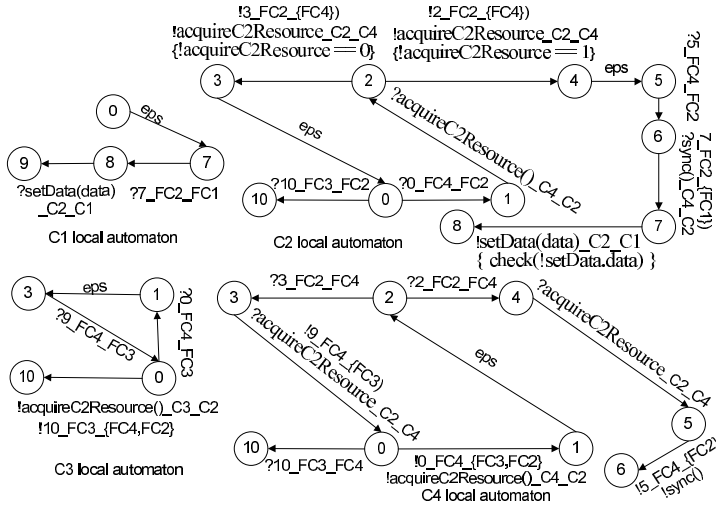 !3_FC2_{FC4})
!acquireC2Resource_C2_C4
{!acquireC2Resource == 0}
!2_FC2_{FC4})
!acquireC2Resource_C2_C4
{!acquireC2Resource == 1}
3
2
4
eps
5
?5_FC4_FC2
0
eps
9
8
7
?setData(data)
_C2_C1
?7_FC2_FC1
C1 local automaton
eps
?acquireC2Resource()_C4_C2
6
7_FC2_{FC1})
?sync()_C4_C2
10
?10_FC3_FC2
0
?0_FC4_FC2
1
8
7
!setData(data)_C2_C1
{ check(!setData.data) }
C2 local automaton
3
eps
1
?9_FC4_FC3
?0_FC4_FC3
10
0
!acquireC2Resource()_C3_C2
!10_FC3_{FC4,FC2}
C3 local automaton
3
?3_FC2_FC4
2
?2_FC2_FC4
4
!9_FC4_{FC3)
?acquireC2Resource_C2_C4
eps
?acquireC2Resource_C2_C4
5
10
?10_FC3_FC4
0
!0_FC4_{FC3,FC2}
!acquireC2Resource()_C4_C2
1
6
!5_FC4_{FC2)
!sync()
C4 local automaton